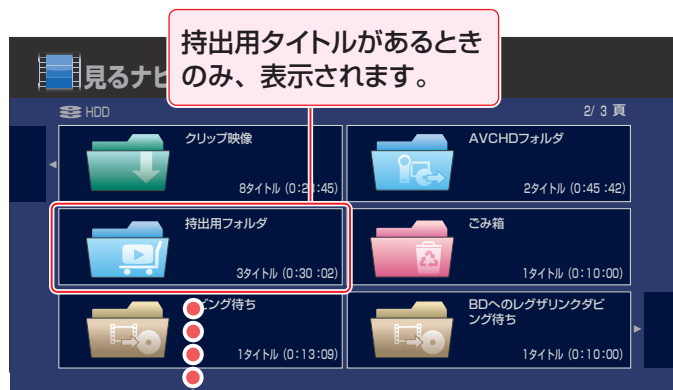 持出用タイトルがあるとき
のみ、表示されます。
見るナビ
HDD
2/ 3 頁
クリップ映像
8タイトル (0:2 :45)
AVCHDフォルダ
2タイトル (0:45 :42)
持出用フォルダ
3タイトル (0:30 :02)
ごみ箱
1タイトル (0:10:00)
ビング待ち
1タイトル (0:13:09)
BDへのレグザリンクダビ
ング待ち
1タイトル (0:10:00)